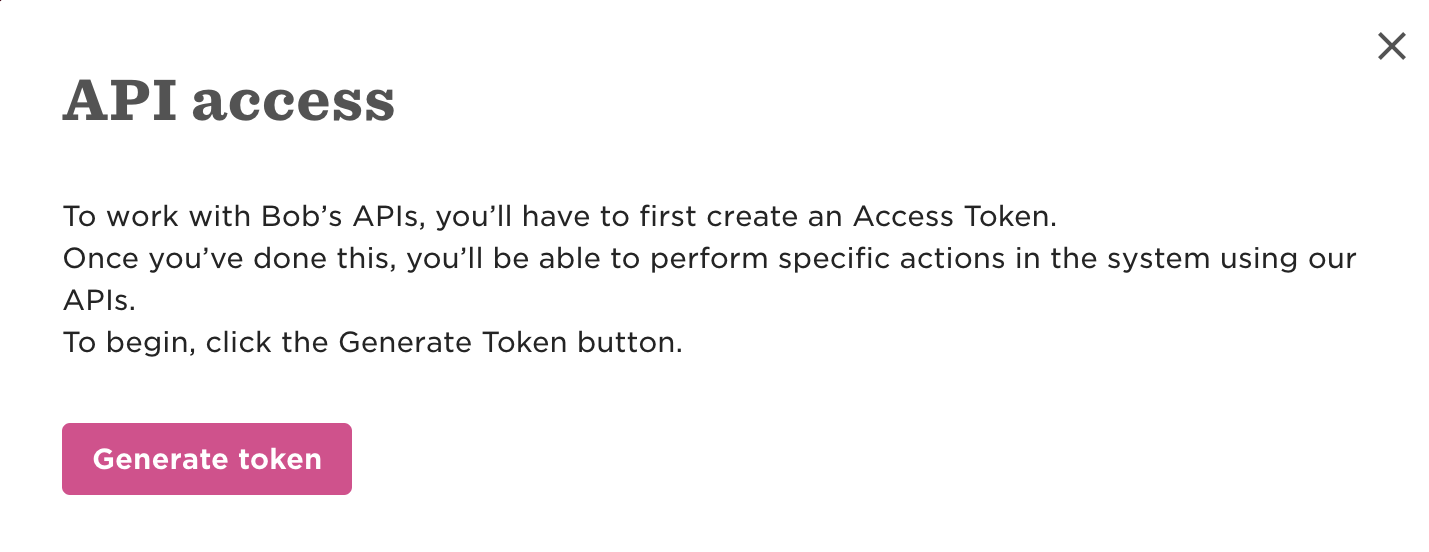 API access
To work with Bob’s APIs, you’ll have to first create an Access Token.
Once you’ve done this, you’ll be able to perform specific actions in the system using our
APIs.
To begin, click the Generate Token button.
Generate token